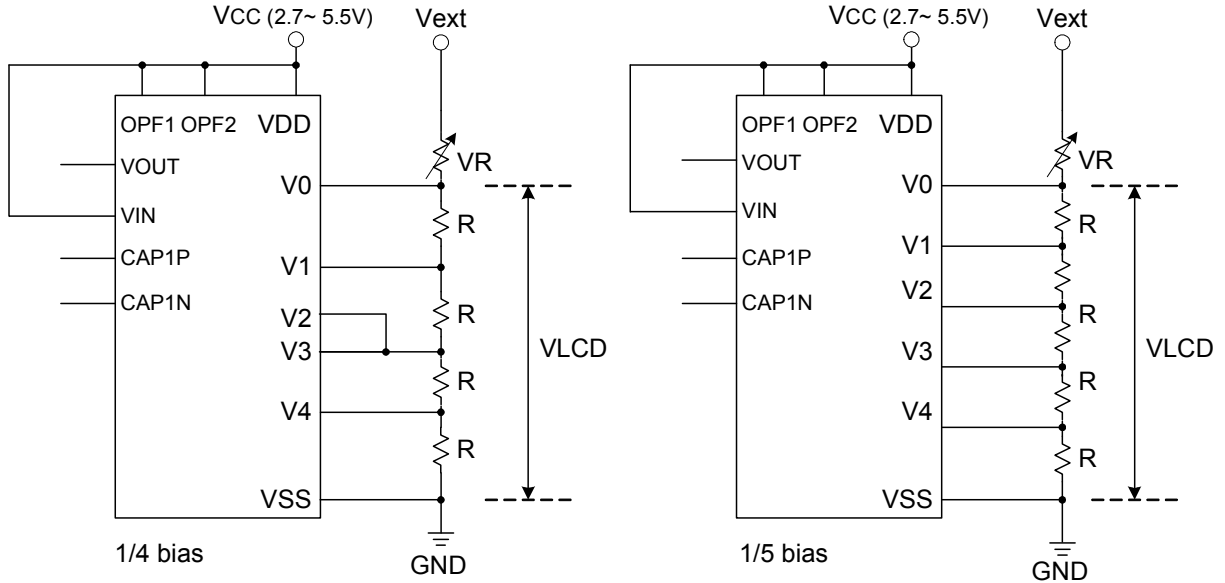 VCC (2.7~ 5.5V)
Vext
OPF1 OPF2 VDD
VOUT
VR
V0
VIN
R
CAP1P
V1
CAP1N
V2
R
V3
VLCD
R
V4
R
VSS
1/4 bias
GND
VCC (2.7~ 5.5V)
Vext
OPF1 OPF2 VDD
VOUT
VR
V0
VIN
R
V1
CAP1P
V2
CAP1N
R
V3
R
VLCD
V4
R
R
VSS
1/5 bias
GND